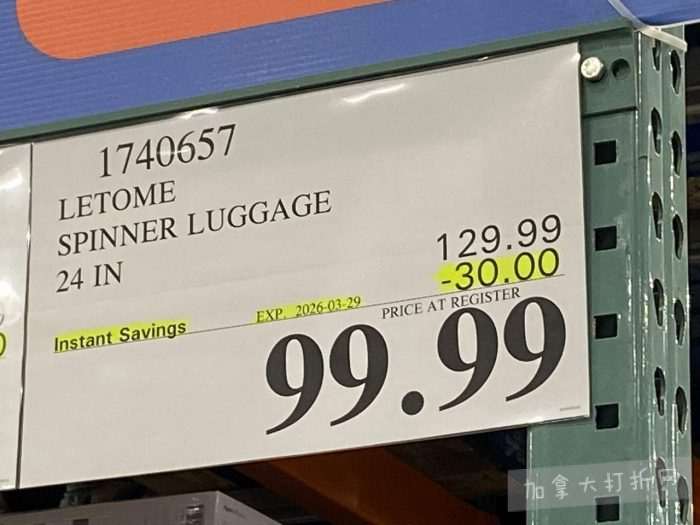 1740657
LETOME
SPINNER LUGGAGE
24 IN
129.99
-30.00
Instant Savings
EXP. 2026-03-29
PRICE AT REGISTER
99.99
加拿大打折网